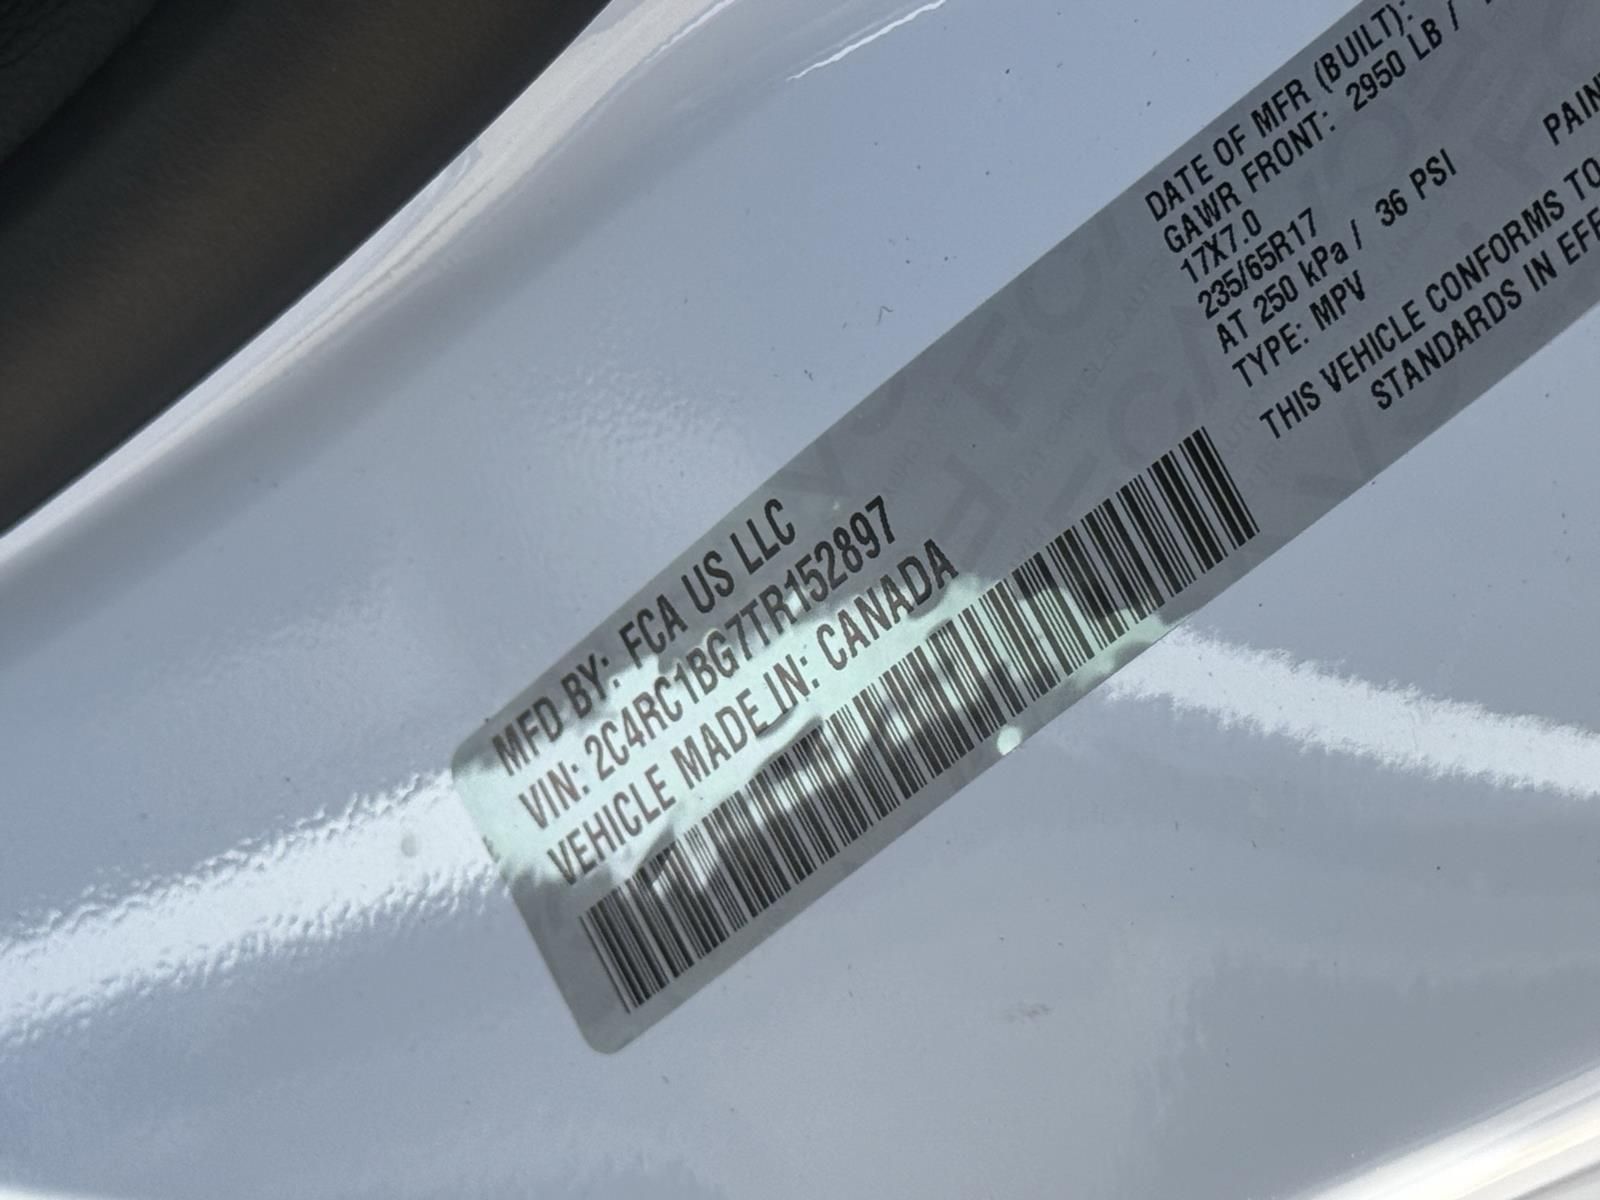 MFD BY: FCA US LLC
VIN: 2C4RC1BG7TR152897
VEHICLE MADE IN: CANADA
DATE OF MFR (BUILT):
GAWR FRONT: 2950 LB /
17X7.0
235/65R17
AT 250 kPa / 36 PSI
TYPE: MPV
THIS VEHICLE CONFORMS TO
STANDARDS IN